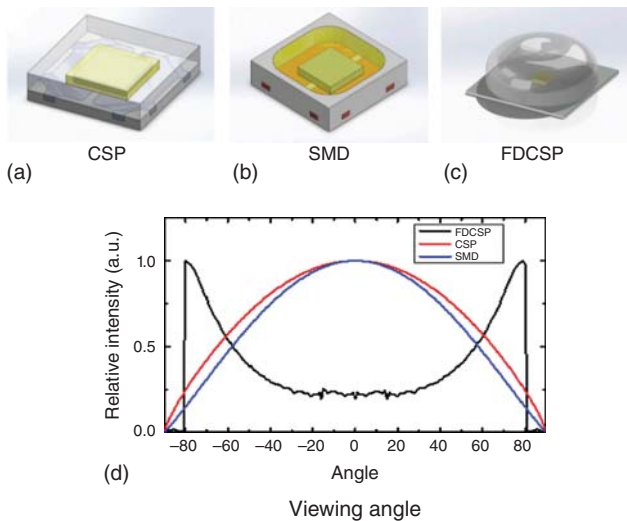 CSP
SMD
FDCSP
(a)
(b)
(c)
FDCSP
CSP
SMD
Relative intensity (a.u.)
1.0
0.5
0.0
−80 −60 −40 −20 0 20 40 60 80
Angle
(d)
Viewing angle